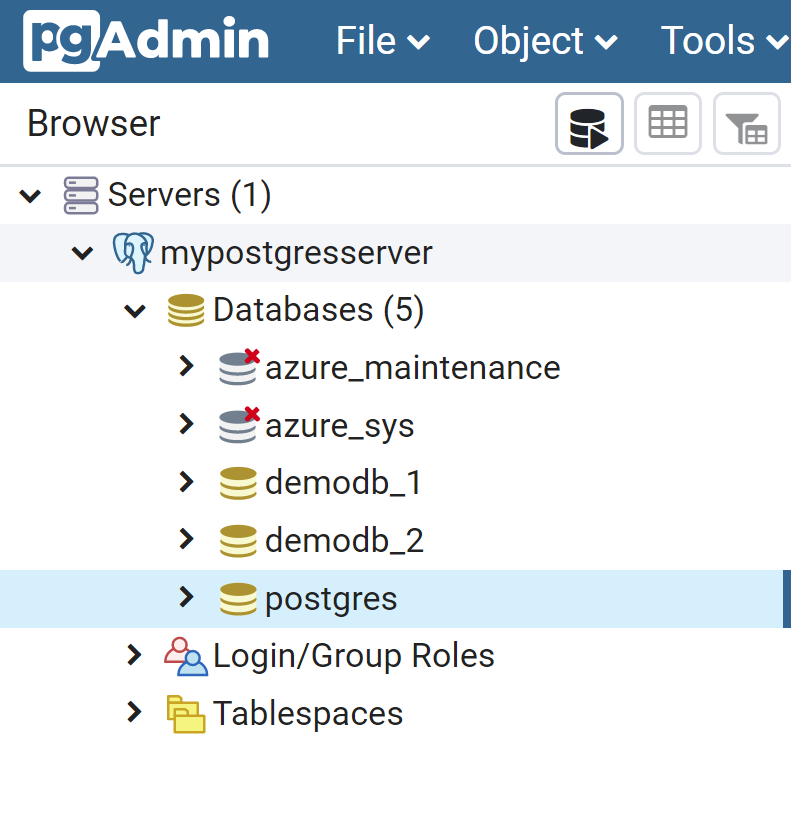 pgAdmin File Object Tools
Browser
Servers (1)
mypostgresserver
Databases (5)
azure_maintenance
azure_sys
demodb_1
demodb_2
postgres
Login/Group Roles
Tablespaces